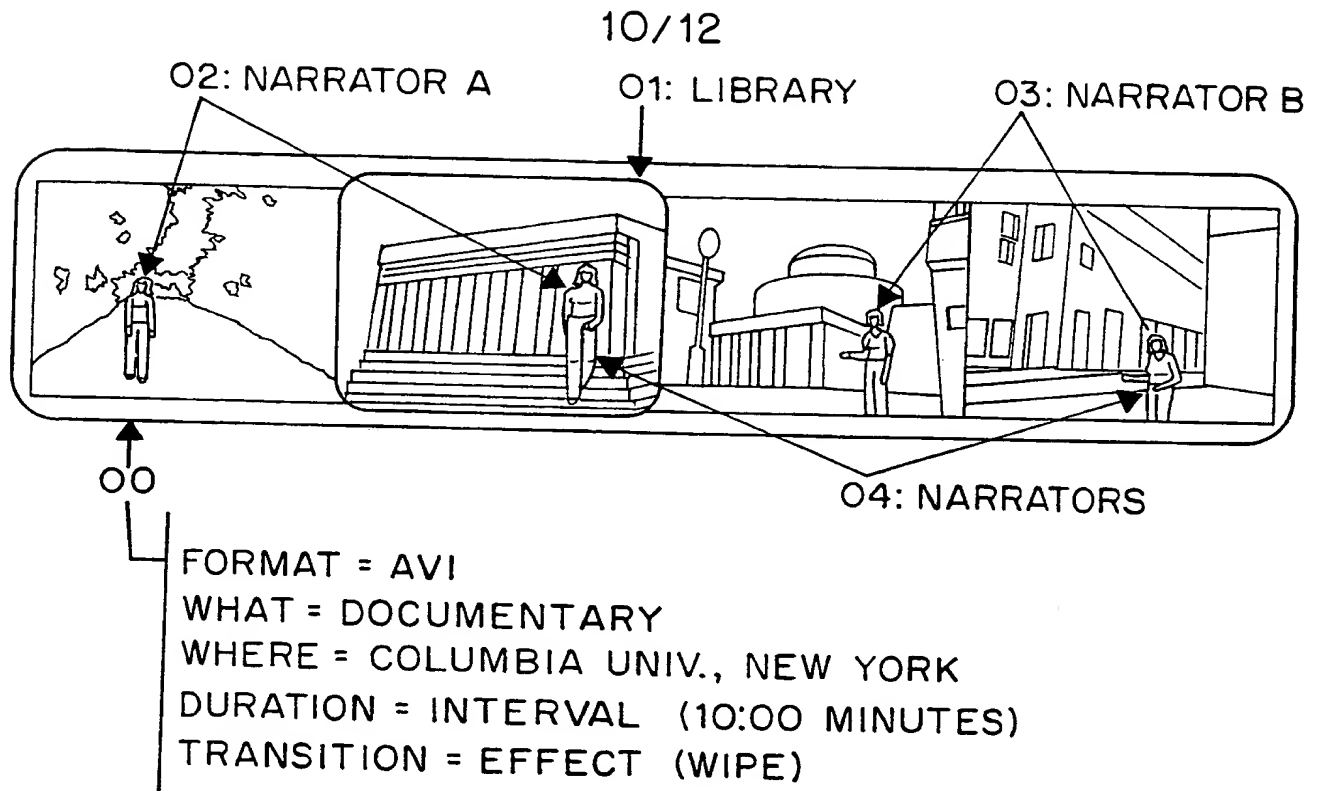 10/12
O2: NARRATOR A
O1: LIBRARY
O3: NARRATOR B
OO
O4: NARRATORS
FORMAT = AVI
WHAT = DOCUMENTARY
WHERE = COLUMBIA UNIV., NEW YORK
DURATION = INTERVAL (10:00 MINUTES)
TRANSITION = EFFECT (WIPE)